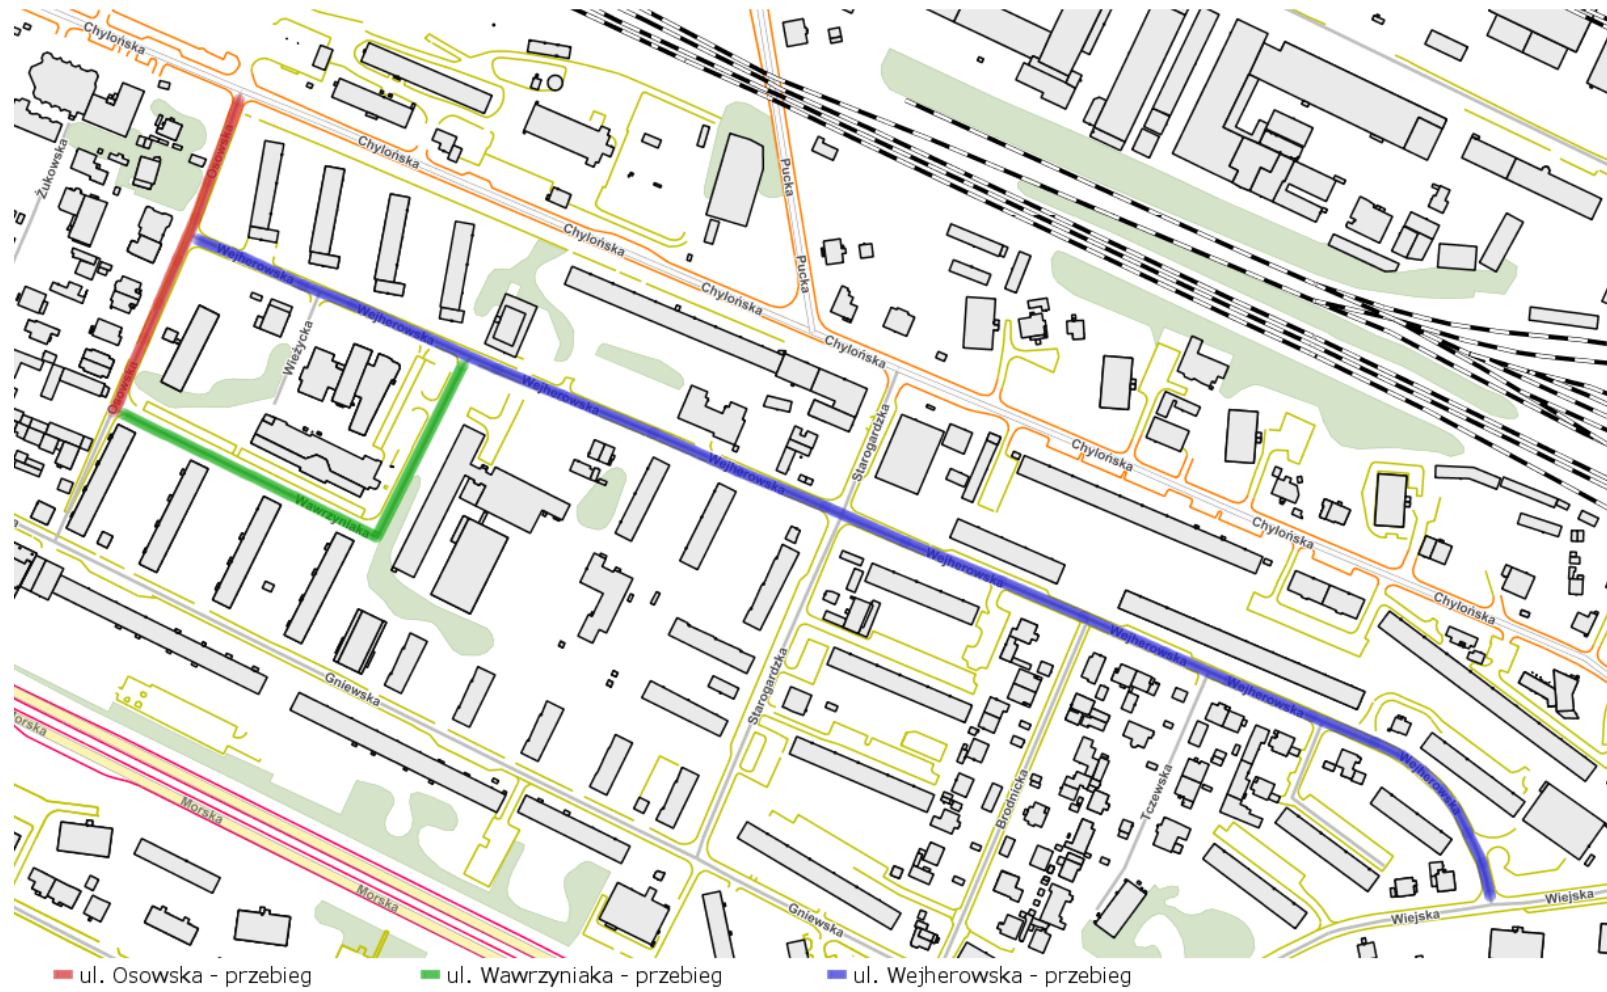 Chylońska
Osowska
Żukowska
Chylońska
Pucka
Chylońska
Pucka
Wejherowska
Chylońska
Wejherowska
Wieżycka
Chylońska
Osowska
Wejherowska
Starogardzka
Chylońska
Wejherowska
Wawrzyniaka
Chylońska
Wejherowska
Chylońska
Wejherowska
Gniewska
Starogardzka
Wejherowska
Morska
Wejherowska
Morska
Brodnicka
Tczewska
Morska
Gniewska
Wiejska
Wiejska
ul. Osowska - przebieg
ul. Wawrzyniaka - przebieg
ul. Wejherowska - przebieg